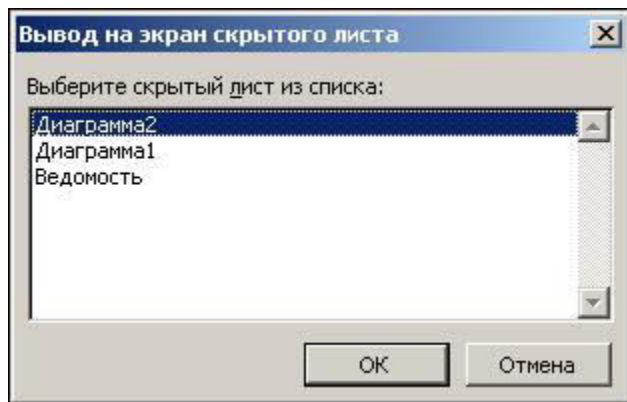 Вывод на экран скрытого листа
Выберите скрытый лист из списка:
Диаграмма2
Диаграмма1
Ведомость
ОК
Отмена